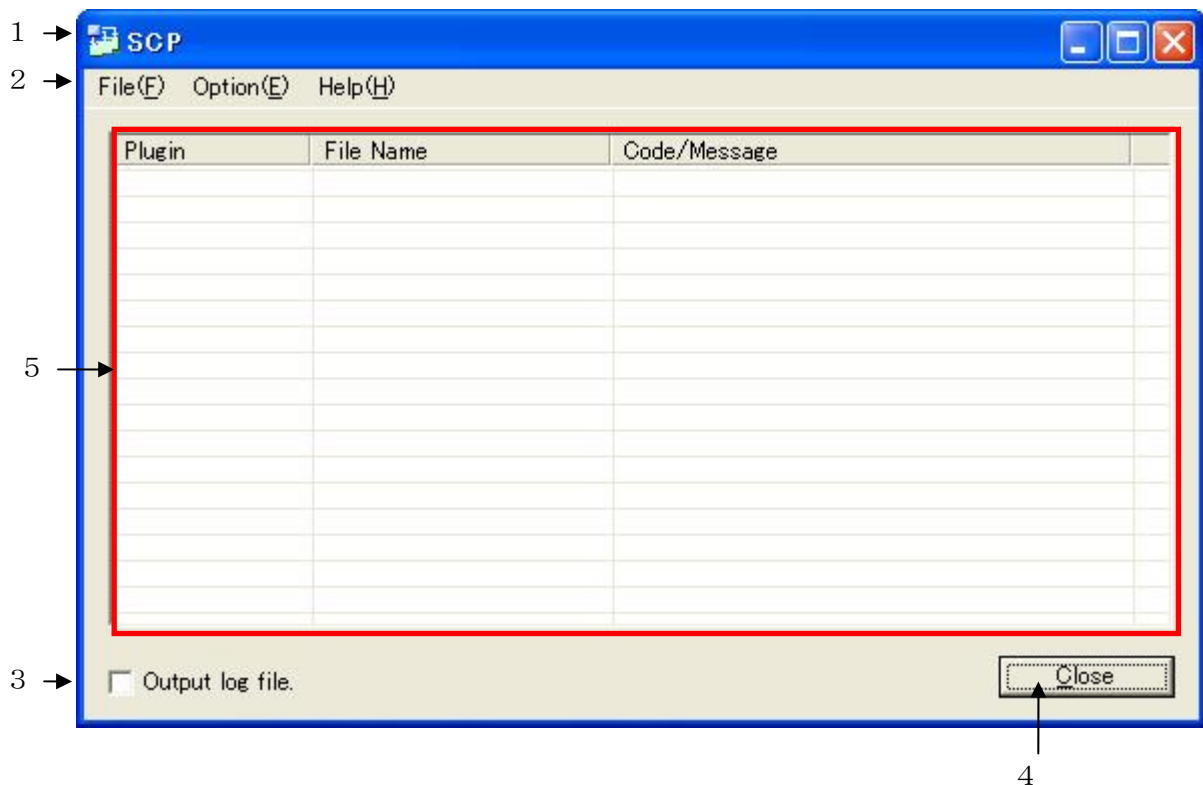 1 SCP
2 File(F) Option(E) Help(H)
Plugin File Name Code/Message
5
3 Output log file. Close
4